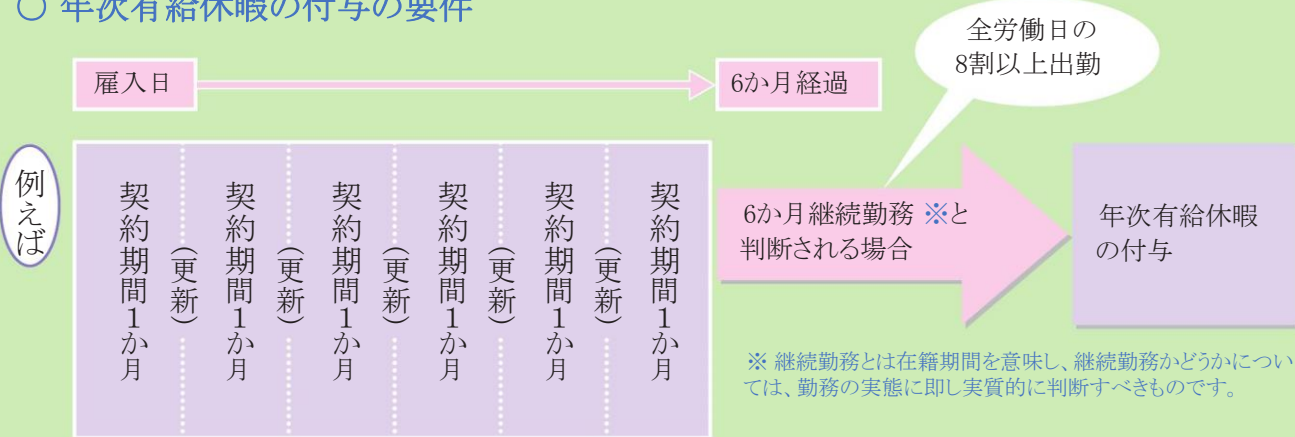 ○ 年次有給休暇の付与の要件
全労働日の
8割以上出勤
雇入日
6か月経過
例えば
契約期間1か月
(更新)
契約期間1か月
(更新)
契約期間1か月
(更新)
契約期間1か月
(更新)
契約期間1か月
(更新)
契約期間1か月
6か月継続勤務 ※と
判断される場合
年次有給休暇
の付与
※ 継続勤務とは在籍期間を意味し、継続勤務かどうかについ
ては、勤務の実態に即し実質的に判断すべきものです。